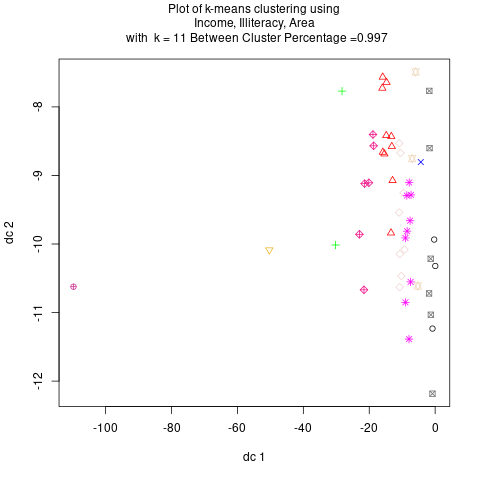 Plot of k-means clustering using
Income, Illiteracy, Area
with  k = 11 Between Cluster Percentage =0.997
-8
-9
-10
-11
-12
dc 2
-100
-80
-60
-40
-20
0
dc 1